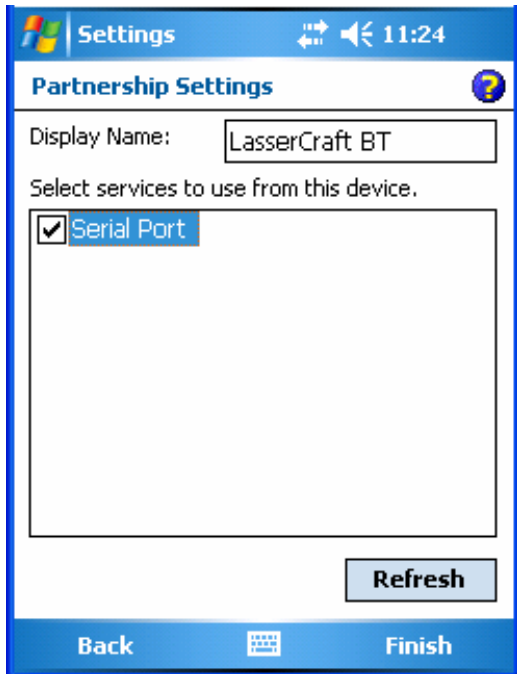 Settings 11:24
Partnership Settings
Display Name: LasserCraft BT
Select services to use from this device.
Serial Port
Refresh
Back Finish